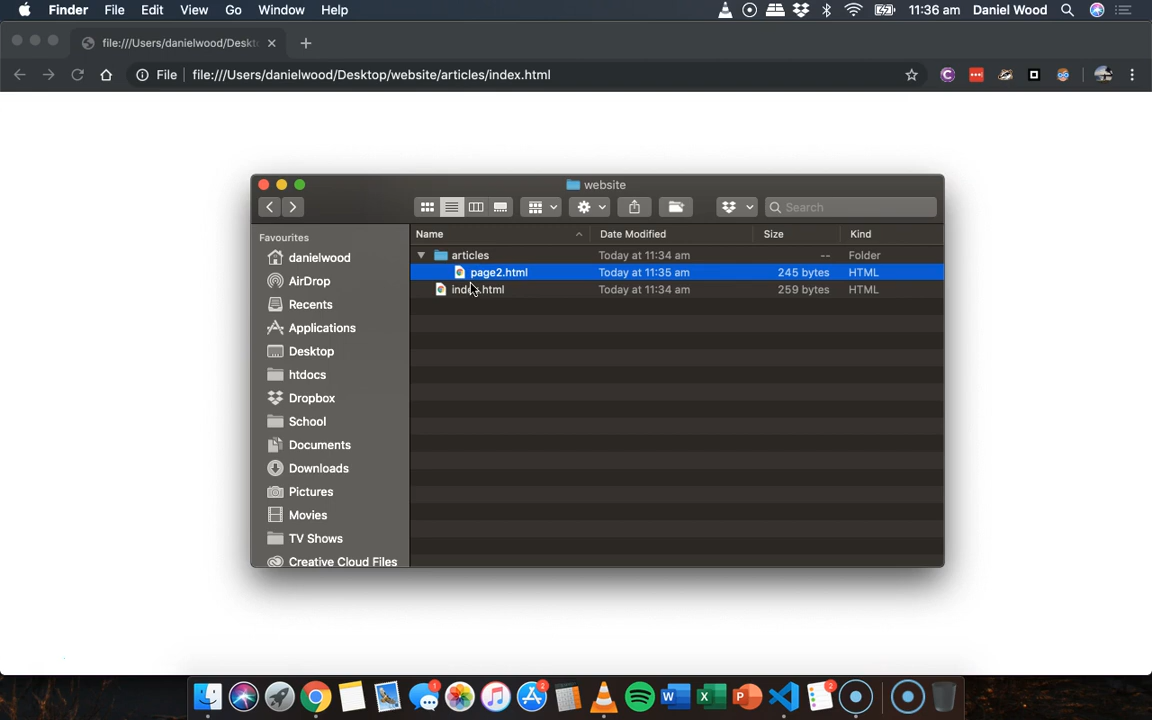 Finder File Edit View Go Window Help 11:36 am Daniel Wood
file:///Users/danielwood/Deskt
File file:///Users/danielwood/Desktop/website/articles/index.html
website
Search
Favourites
danielwood
AirDrop
Recents
Applications
Desktop
htdocs
Dropbox
School
Documents
Downloads
Pictures
Movies
TV Shows
Creative Cloud Files
Name Date Modified Size Kind
articles Today at 11:34 am -- Folder
page2.html Today at 11:35 am 245 bytes HTML
index.html Today at 11:34 am 259 bytes HTML
1 2 W X P 2